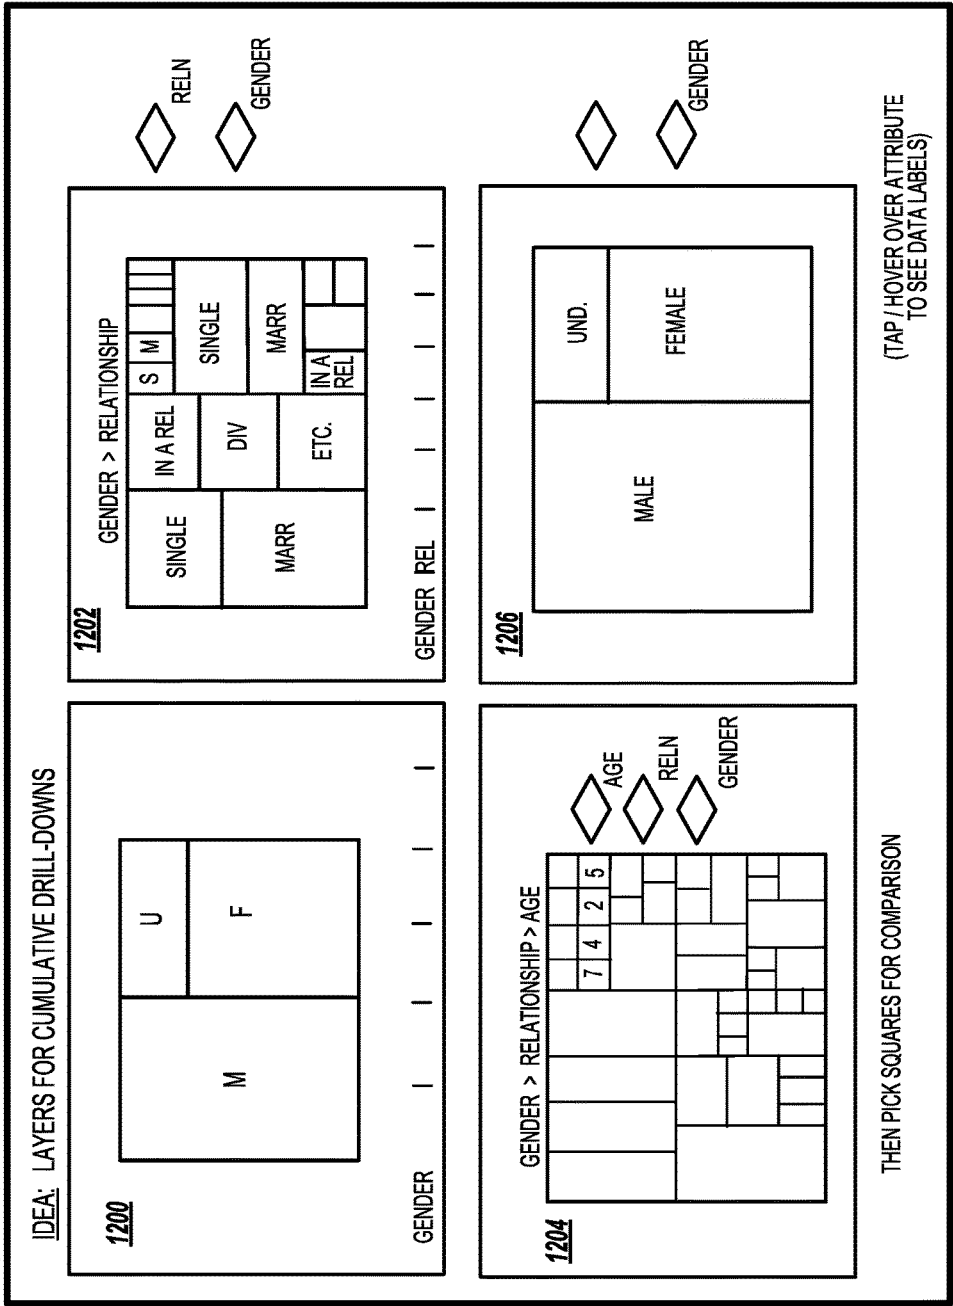 IDEA: LAYERS FOR CUMULATIVE DRILL-DOWNS
1200
U
M
F
GENDER
1202
GENDER > RELATIONSHIP
SINGLE
IN A REL
S
M
MARR
DIV
ETC.
SINGLE
MARR
IN A
REL
GENDER REL
RELN
GENDER
1204
GENDER > RELATIONSHIP > AGE
7
4
2
5
AGE
RELN
GENDER
THEN PICK SQUARES FOR COMPARISON
1206
MALE
UND.
FEMALE
GENDER
(TAP / HOVER OVER ATTRIBUTE
TO SEE DATA LABELS)